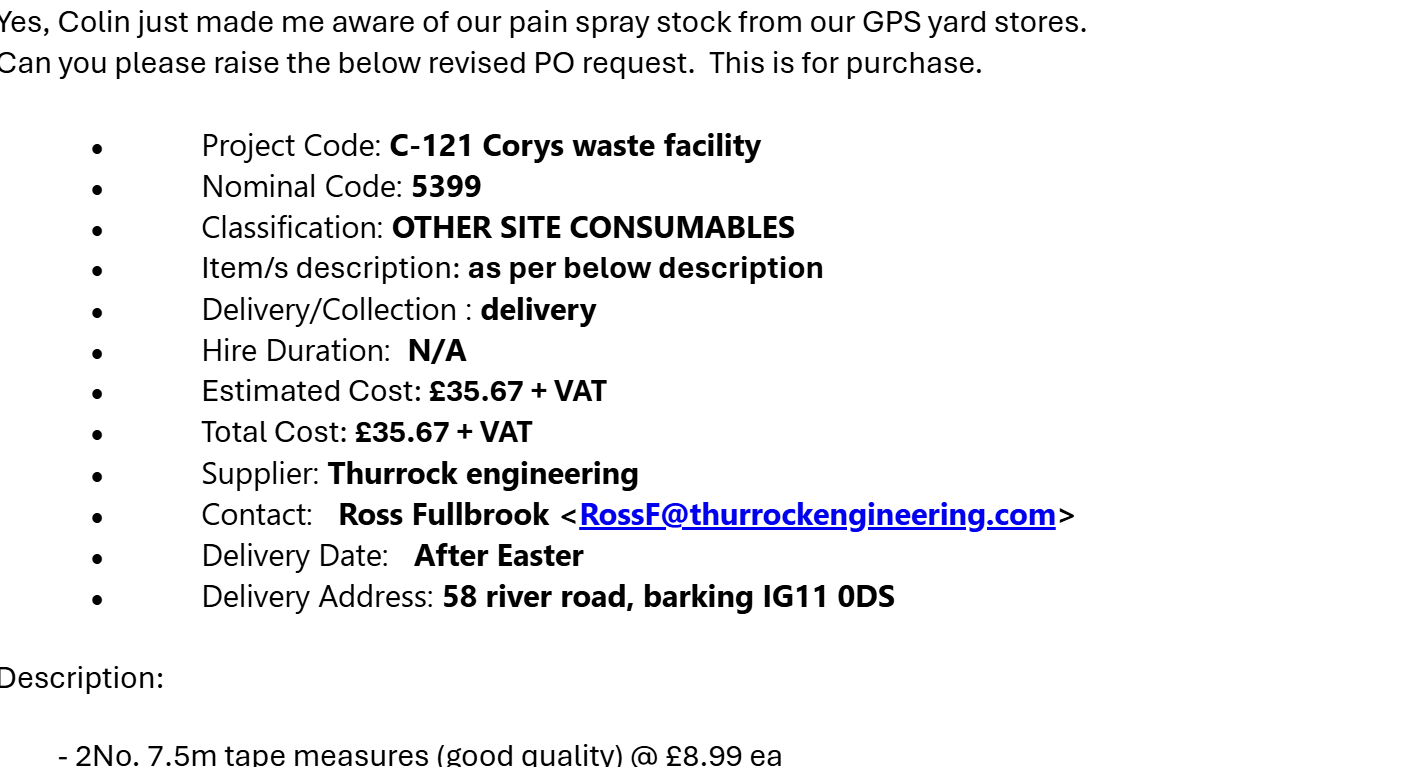 Yes, Colin just made me aware of our pain spray stock from our GPS yard stores.
Can you please raise the below revised PO request.  This is for purchase.
• Project Code: C-121 Corys waste facility
• Nominal Code: 5399
• Classification: OTHER SITE CONSUMABLES
• Item/s description: as per below description
• Delivery/Collection : delivery
• Hire Duration:  N/A
• Estimated Cost: £35.67 + VAT
• Total Cost: £35.67 + VAT
• Supplier: Thurrock engineering
• Contact:   Ross Fullbrook <RossF@thurrockengineering.com>
• Delivery Date:   After Easter
• Delivery Address: 58 river road, barking IG11 0DS
Description:
- 2No. 7.5m tape measures (good quality) @ £8.99 ea